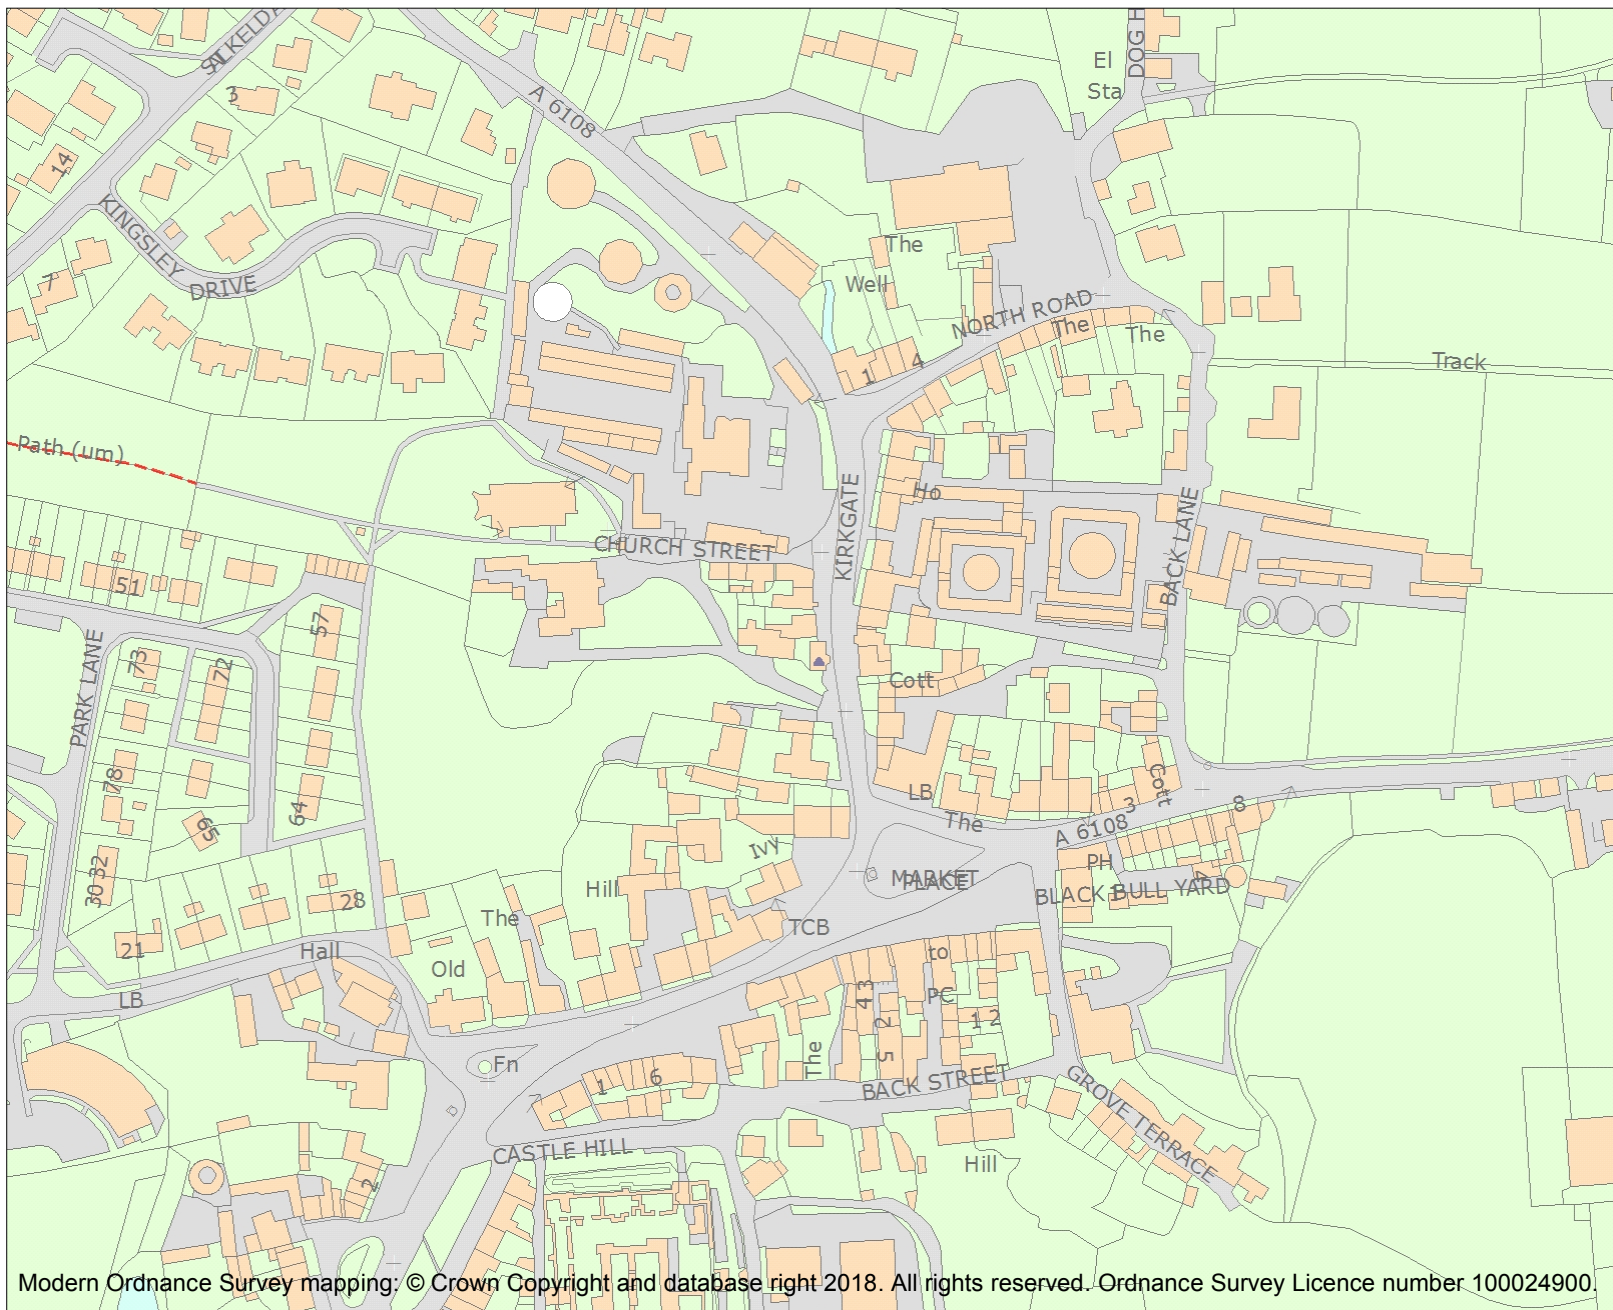 SALKELDA
3
14
KINGSLEY
DRIVE
7
A 6108
El
Sta
DOG H
The
Well
NORTH ROAD
The
The
1
4
Track
Path (um)
Ho
KIRKGATE
CHURCH STREET
BACK LANE
51
57
PARK LANE
73
72
78
64
65
30 32
28
21
Cott
LB
The
A 6108
3
Cott
8
PH
4
MARKET
PLACE
BLACK BULL YARD
1
Ivy
Hill
The
Old
TCB
Hall
LB
to
PC
4 3
2
5
1 2
The
Fn
1
6
BACK STREET
GROVE TERRACE
CASTLE HILL
Hill
2
Modern Ordnance Survey mapping: © Crown Copyright and database right 2018. All rights reserved. Ordnance Survey Licence number 100024900.